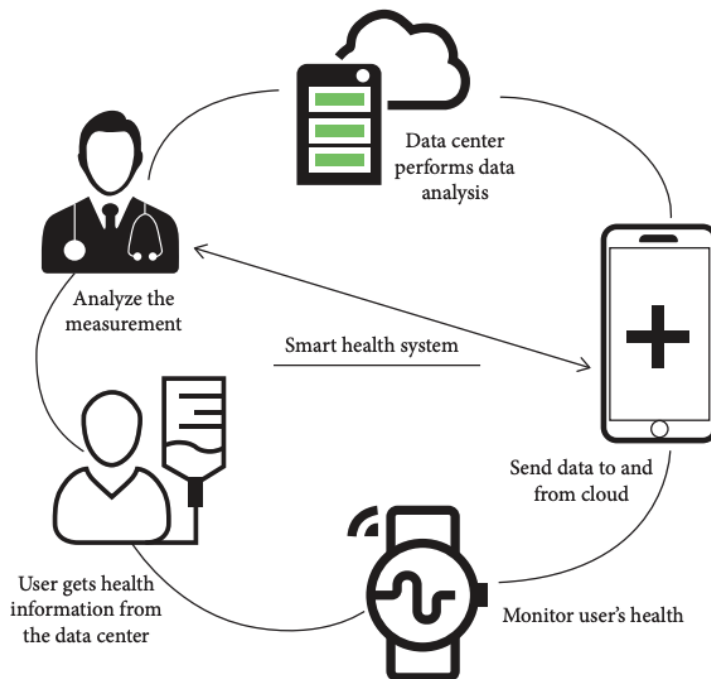 Data center
performs data
analysis
Analyze the
measurement
Smart health system
Send data to and
from cloud
User gets health
information from
the data center
Monitor user's health